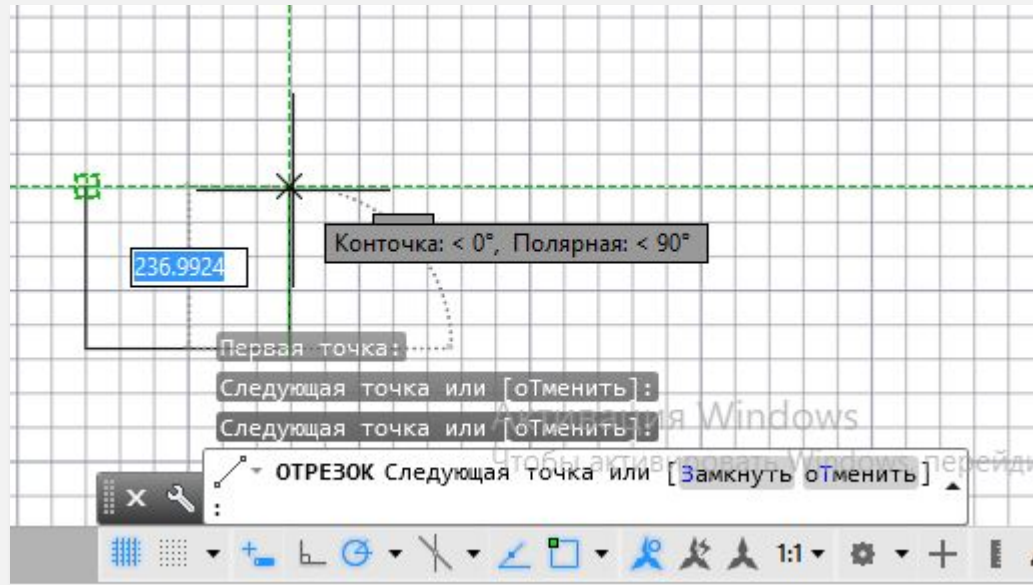 Конточка: < 0°, Полярная: < 90°
236.9924
Первая точка:
Следующая точка или [оТменить]:
Следующая точка или [оТменить]:
Активация Windows
Чтобы активировать Windows, перейди
ОТРЕЗОК Следующая точка или [Замкнуть оТменить]
:
1:1